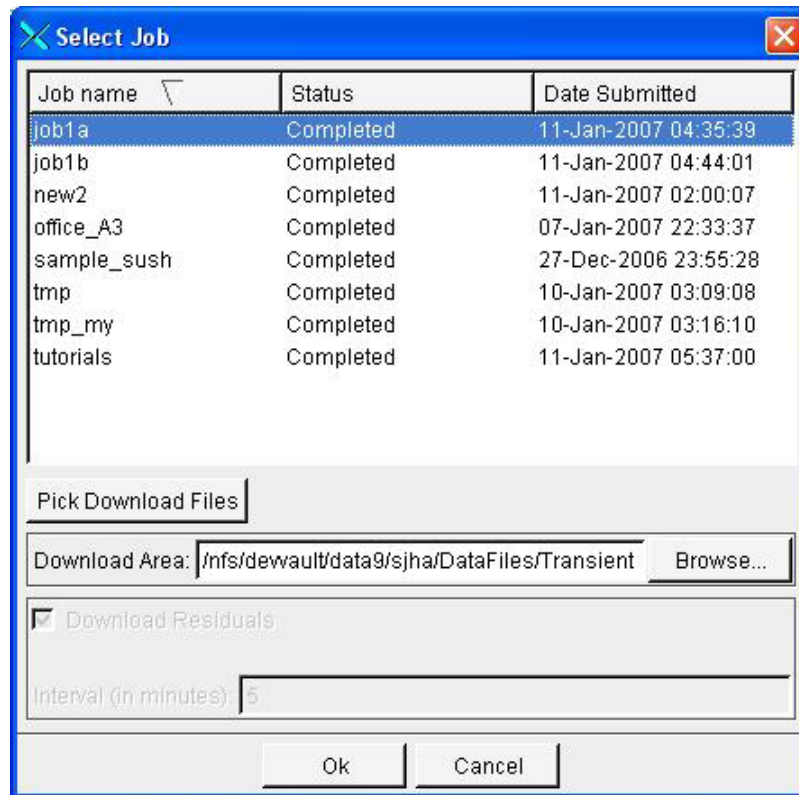 Select Job
Job name Status Date Submitted
job1a Completed 11-Jan-2007 04:35:39
job1b Completed 11-Jan-2007 04:44:01
new2 Completed 11-Jan-2007 02:00:07
office_A3 Completed 07-Jan-2007 22:33:37
sample_sush Completed 27-Dec-2006 23:55:28
tmp Completed 10-Jan-2007 03:09:08
tmp_my Completed 10-Jan-2007 03:16:10
tutorials Completed 11-Jan-2007 05:37:00
Pick Download Files
Download Area: /nfs/devvault/data9/sjha/DataFiles/Transient Browse...
Download Residuals
Interval (in minutes): 5
Ok Cancel